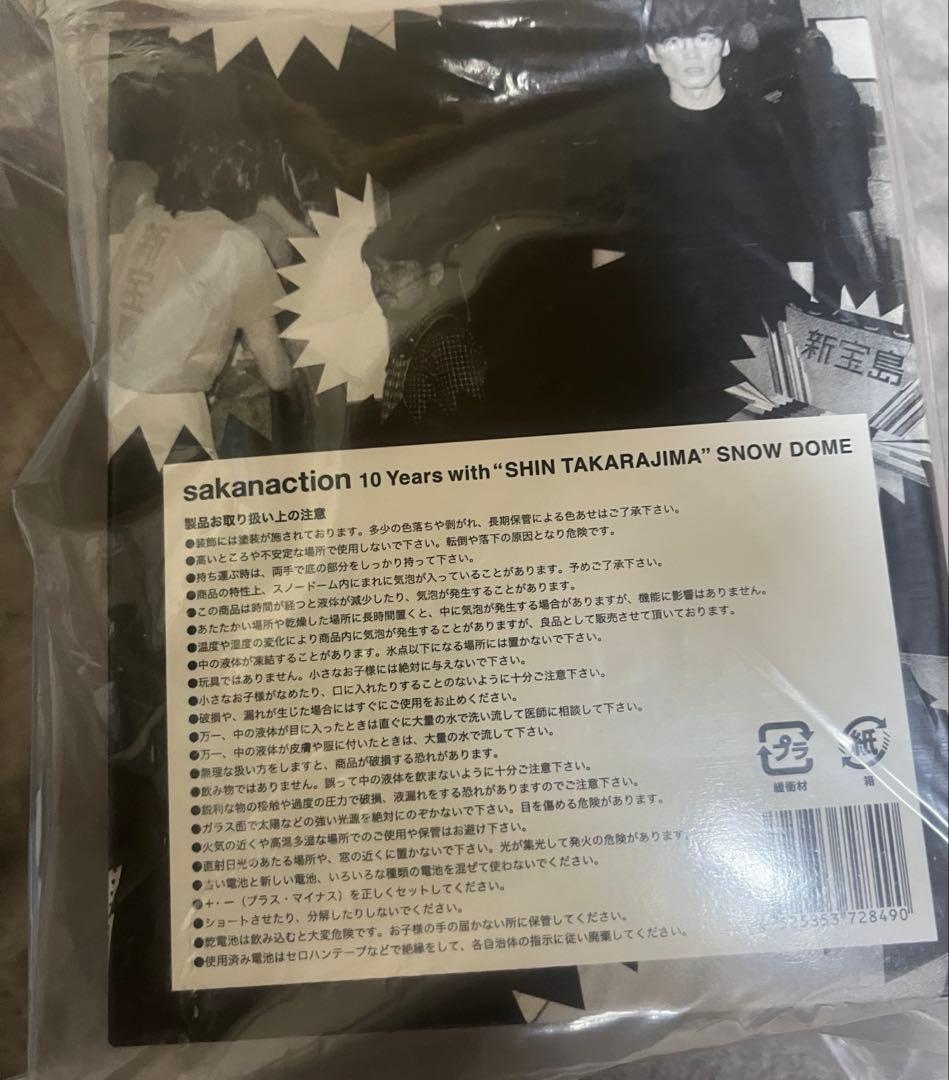 新宝島
sakanaction 10 Years with “SHIN TAKARAJIMA” SNOW DOME
製品お取り扱い上の注意
●装飾には塗装が施されております。多少の色落ちや剥がれ、長期保管による色あせはご了承下さい。
●高いところや不安定な場所で使用しないで下さい。転倒や落下の原因となり危険です。
●持ち運ぶ時は、両手で底の部分をしっかり持って下さい。
●商品の特性上、スノードーム内にまれに気泡が入っていることがあります。予めご了承下さい。
●この商品は時間が経つと液体が減少したり、気泡が発生することがあります。
●あたたかい場所や乾燥した場所に長時間置くと、中に気泡が発生する場合がありますが、機能に影響はありません。
●温度や湿度の変化により商品内に気泡が発生することがありますが、良品として販売させて頂いております。
●中の液体が凍結することがあります。氷点以下になる場所には置かないで下さい。
●玩具ではありません。小さなお子様には絶対に与えないで下さい。
●小さなお子様がなめたり、口に入れたりすることのないように十分ご注意下さい。
●破損や、漏れが生じた場合にはすぐにご使用をお止めください。
●万一、中の液体が目に入ったときは直ぐに大量の水で洗い流して医師に相談して下さい。
●万一、中の液体が皮膚や服に付いたときは、大量の水で流して下さい。
●無理な扱い方をしますと、商品が破損する恐れがあります。
●飲み物ではありません。誤って中の液体を飲まないように十分ご注意下さい。
●鋭利な物の接触や過度の圧力で破損、液漏れをする恐れがありますのでご注意下さい。
●ガラス面で太陽などの強い光源を絶対にのぞかないで下さい。目を傷める危険があります。
●火気の近くや高温多湿な場所でのご使用や保管はお避け下さい。
●直射日光のあたる場所や、窓の近くに置かないで下さい。光が集光して発火の危険があります。
●古い電池と新しい電池、いろいろな種類の電池を混ぜて使わないでください。
●＋・－（プラス・マイナス）を正しくセットしてください。
●ショートさせたり、分解したりしないでください。
●乾電池は飲み込むと大変危険です。お子様の手の届かない所に保管してください。
●使用済み電池はセロハンテープなどで絶縁をして、各自治体の指示に従い廃棄してください。
プラ 紙
緩衝材 箱
728490